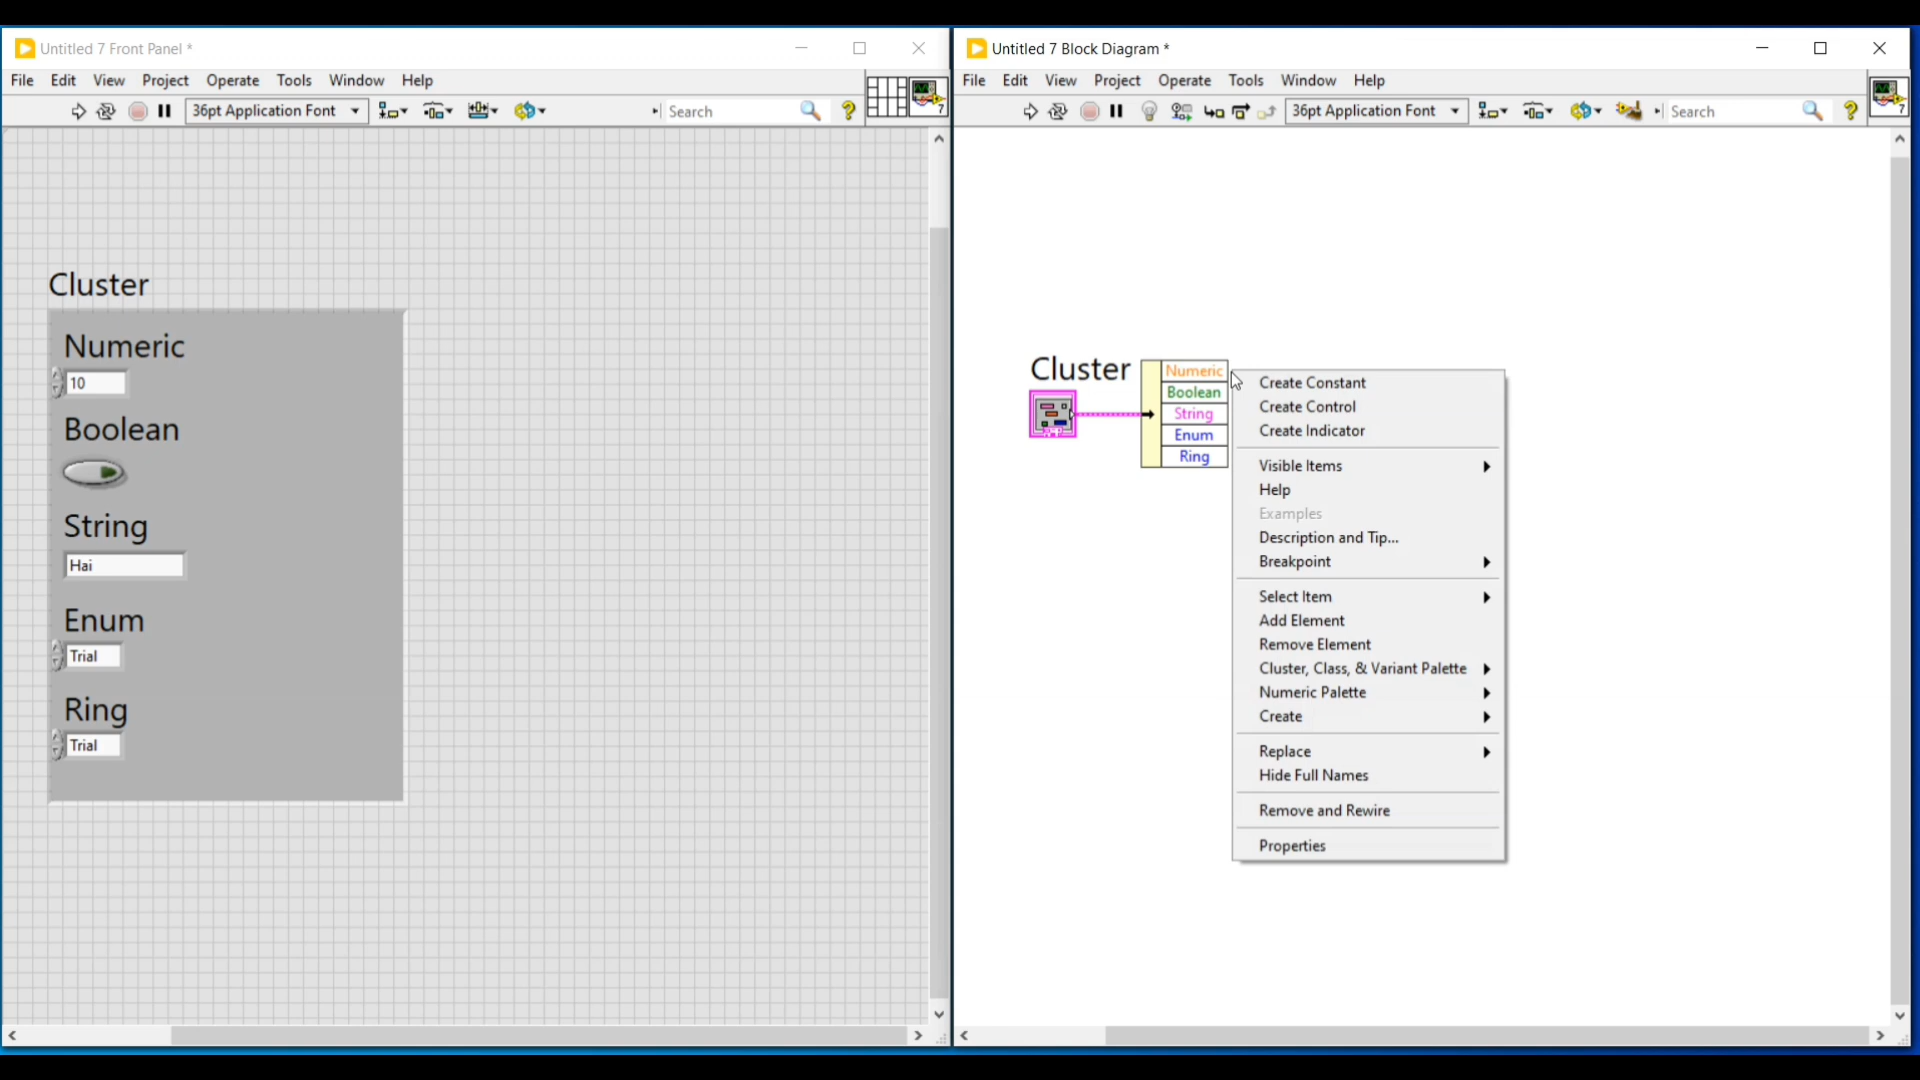 Untitled 7 Front Panel *
File Edit View Project Operate Tools Window Help
36pt Application Font
Search
?
7
Cluster
Numeric
10
Boolean
String
Hai
Enum
Trial
Ring
Trial
Untitled 7 Block Diagram *
File Edit View Project Operate Tools Window Help
36pt Application Font
Search
?
7
Cluster
Numeric
Boolean
String
Enum
Ring
Create Constant
Create Control
Create Indicator
Visible Items
Help
Examples
Description and Tip...
Breakpoint
Select Item
Add Element
Remove Element
Cluster, Class, & Variant Palette
Numeric Palette
Create
Replace
Hide Full Names
Remove and Rewire
Properties